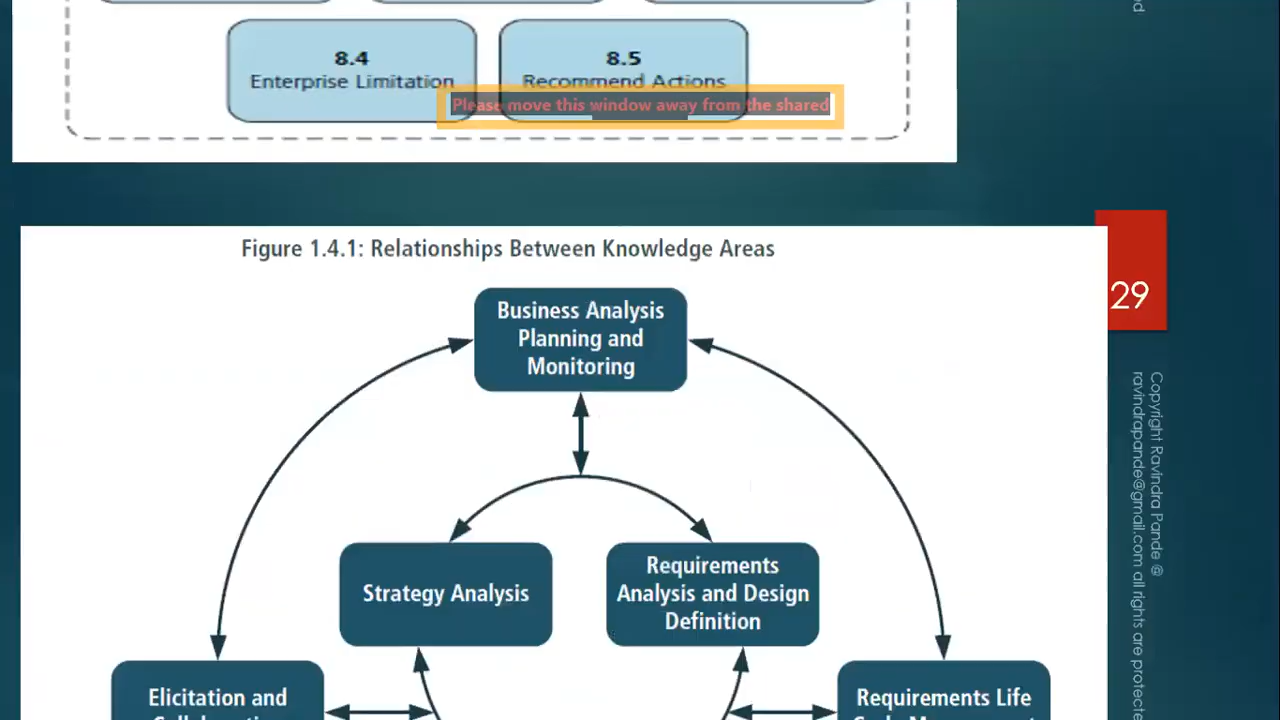 8.4
Enterprise Limitation
8.5
Recommend Actions
Please move this window away from the shared
Figure 1.4.1: Relationships Between Knowledge Areas
29
Business Analysis
Planning and
Monitoring
Strategy Analysis
Requirements
Analysis and Design
Definition
Elicitation and
Requirements Life
Copyright Ravindra Pande @
ravindrapande@gmail.com all rights are protecte